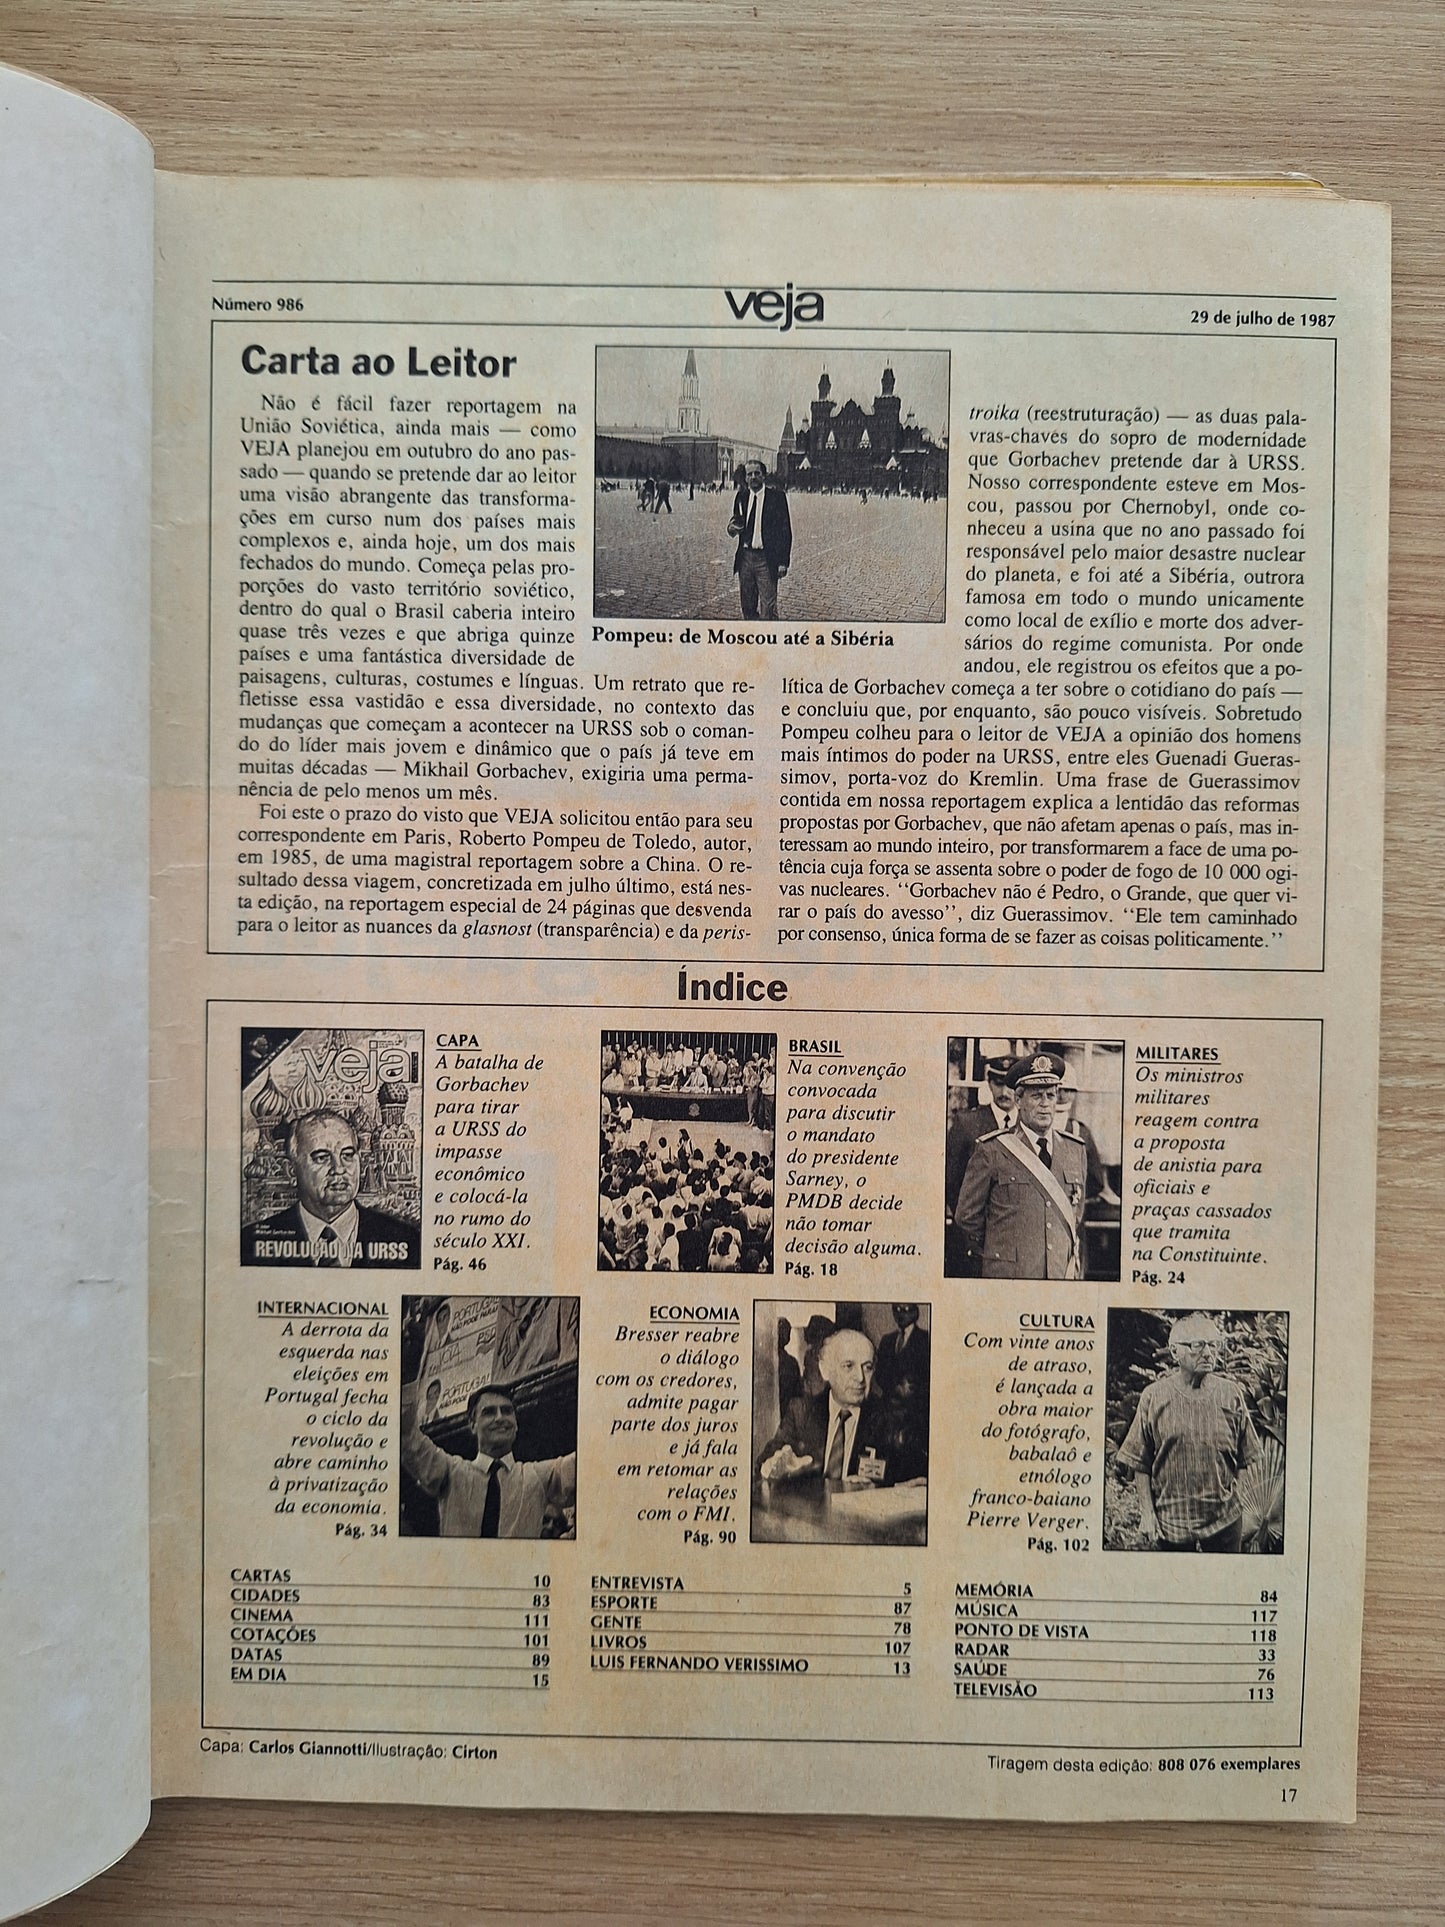 Número 986
veja
29 de julho de 1987
Carta ao Leitor
Não é fácil fazer reportagem na
União Soviética, ainda mais — como
VEJA planejou em outubro do ano pas-
sado — quando se pretende dar ao leitor
uma visão abrangente das transforma-
ções em curso num dos países mais
complexos e, ainda hoje, um dos mais
fechados do mundo. Começa pelas pro-
porções do vasto território soviético,
dentro do qual o Brasil caberia inteiro
quase três vezes e que abriga quinze
países e uma fantástica diversidade de
paisagens, culturas, costumes e línguas. Um retrato que re-
fletisse essa vastidão e essa diversidade, no contexto das
mudanças que começam a acontecer na URSS sob o coman-
do do líder mais jovem e dinâmico que o país já teve em
muitas décadas — Mikhail Gorbachev, exigiria uma perma-
nência de pelo menos um mês.
Foi este o prazo do visto que VEJA solicitou então para seu
correspondente em Paris, Roberto Pompeu de Toledo, autor,
em 1985, de uma magistral reportagem sobre a China. O re-
sultado dessa viagem, concretizada em julho último, está nes-
ta edição, na reportagem especial de 24 páginas que desvenda
para o leitor as nuances da glasnost (transparência) e da peris-
Pompeu: de Moscou até a Sibéria
troika (reestruturação) — as duas pala-
vras-chaves do sopro de modernidade
que Gorbachev pretende dar à URSS.
Nosso correspondente esteve em Mos-
cou, passou por Chernobyl, onde co-
nheceu a usina que no ano passado foi
responsável pelo maior desastre nuclear
do planeta, e foi até a Sibéria, outrora
famosa em todo o mundo unicamente
como local de exílio e morte dos adver-
sários do regime comunista. Por onde
andou, ele registrou os efeitos que a po-
lítica de Gorbachev começa a ter sobre o cotidiano do país —
e concluiu que, por enquanto, são pouco visíveis. Sobretudo
Pompeu colheu para o leitor de VEJA a opinião dos homens
mais íntimos do poder na URSS, entre eles Guenadi Gueras-
simov, porta-voz do Kremlin. Uma frase de Guerassimov
contida em nossa reportagem explica a lentidão das reformas
propostas por Gorbachev, que não afetam apenas o país, mas in-
teressam ao mundo inteiro, por transformarem a face de uma po-
tência cuja força se assenta sobre o poder de fogo de 10 000 ogi-
vas nucleares. “Gorbachev não é Pedro, o Grande, que quer vi-
rar o país do avesso”, diz Guerassimov. “Ele tem caminhado
por consenso, única forma de se fazer as coisas politicamente.”
Índice
veja
REVOLUÇÃO NA URSS
CAPA
A batalha de
Gorbachev
para tirar
a URSS do
impasse
econômico
e colocá-la
no rumo do
século XXI.
Pág. 46
BRASIL
Na convenção
convocada
para discutir
o mandato
do presidente
Sarney, o
PMDB decide
não tomar
decisão alguma.
Pág. 18
MILITARES
Os ministros
militares
reagem contra
a proposta
de anistia para
oficiais e
praças cassados
que tramita
na Constituinte.
Pág. 24
INTERNACIONAL
A derrota da
esquerda nas
eleições em
Portugal fecha
o ciclo da
revolução e
abre caminho
à privatização
da economia.
Pág. 34
PORTUGAL
NÃO PODE PARAR
PORTUGAL
NÃO PODE
ECONOMIA
Bresser reabre
o diálogo
com os credores,
admite pagar
parte dos juros
e já fala
em retomar as
relações
com o FMI.
Pág. 90
CULTURA
Com vinte anos
de atraso,
é lançada a
obra maior
do fotógrafo,
babalaô e
etnólogo
franco-baiano
Pierre Verger.
Pág. 102
CARTAS 10
CIDADES 83
CINEMA 111
COTAÇÕES 101
DATAS 89
EM DIA 15
ENTREVISTA 5
ESPORTE 87
GENTE 78
LIVROS 107
LUIS FERNANDO VERISSIMO 13
MEMÓRIA 84
MÚSICA 117
PONTO DE VISTA 118
RADAR 33
SAÚDE 76
TELEVISÃO 113
Capa: Carlos Giannotti/Ilustração: Cirton
Tiragem desta edição: 808 076 exemplares
17